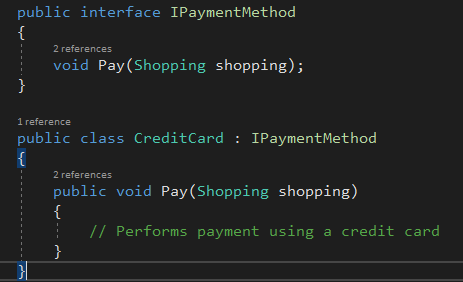 public interface IPaymentMethod
{
2 references
void Pay(Shopping shopping);
}
1 reference
public class CreditCard : IPaymentMethod
{
2 references
public void Pay(Shopping shopping)
{
// Performs payment using a credit card
}
}